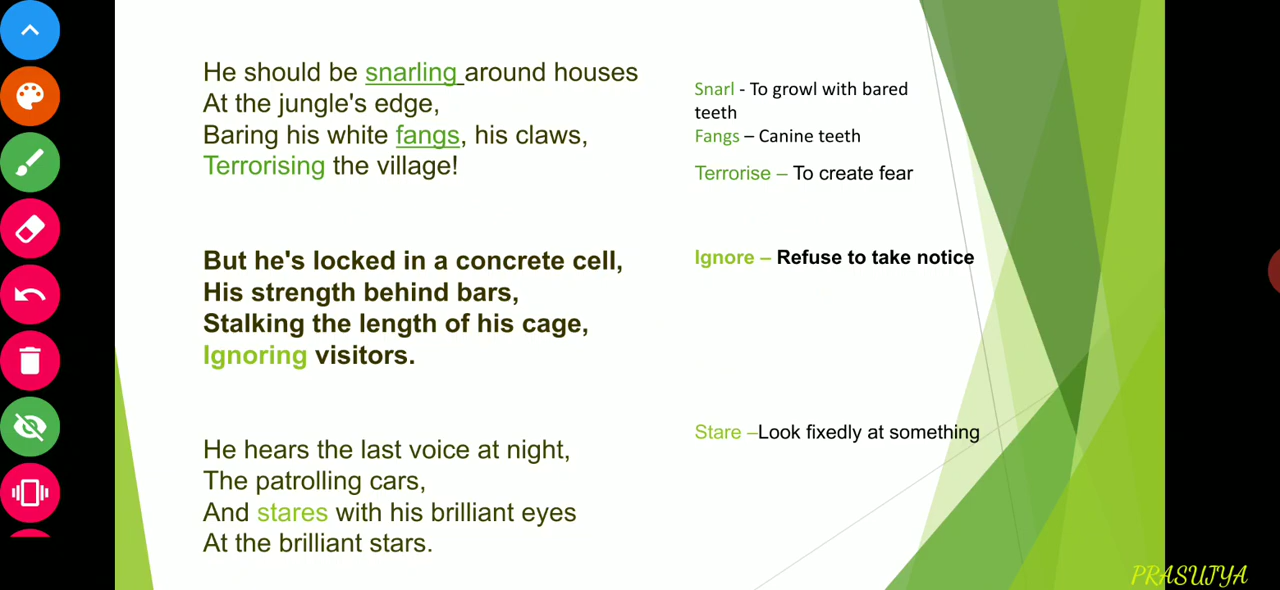 He should be snarling around houses
At the jungle's edge,
Baring his white fangs, his claws,
Terrorising the village!
But he's locked in a concrete cell,
His strength behind bars,
Stalking the length of his cage,
Ignoring visitors.
He hears the last voice at night,
The patrolling cars,
And stares with his brilliant eyes
At the brilliant stars.
Snarl - To growl with bared
teeth
Fangs – Canine teeth
Terrorise – To create fear
Ignore – Refuse to take notice
Stare –Look fixedly at something
PRASUJYA